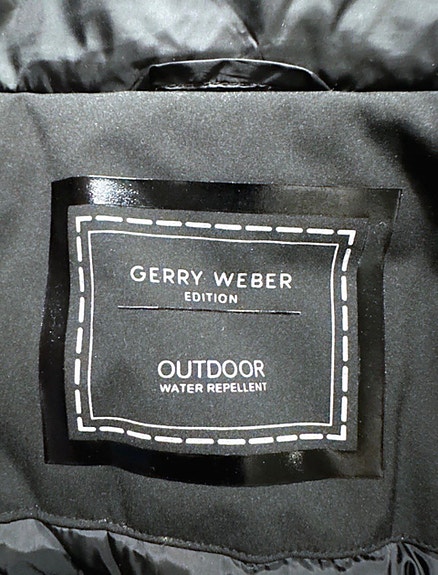 GERRY WEBER
EDITION
OUTDOOR
WATER REPELLENT